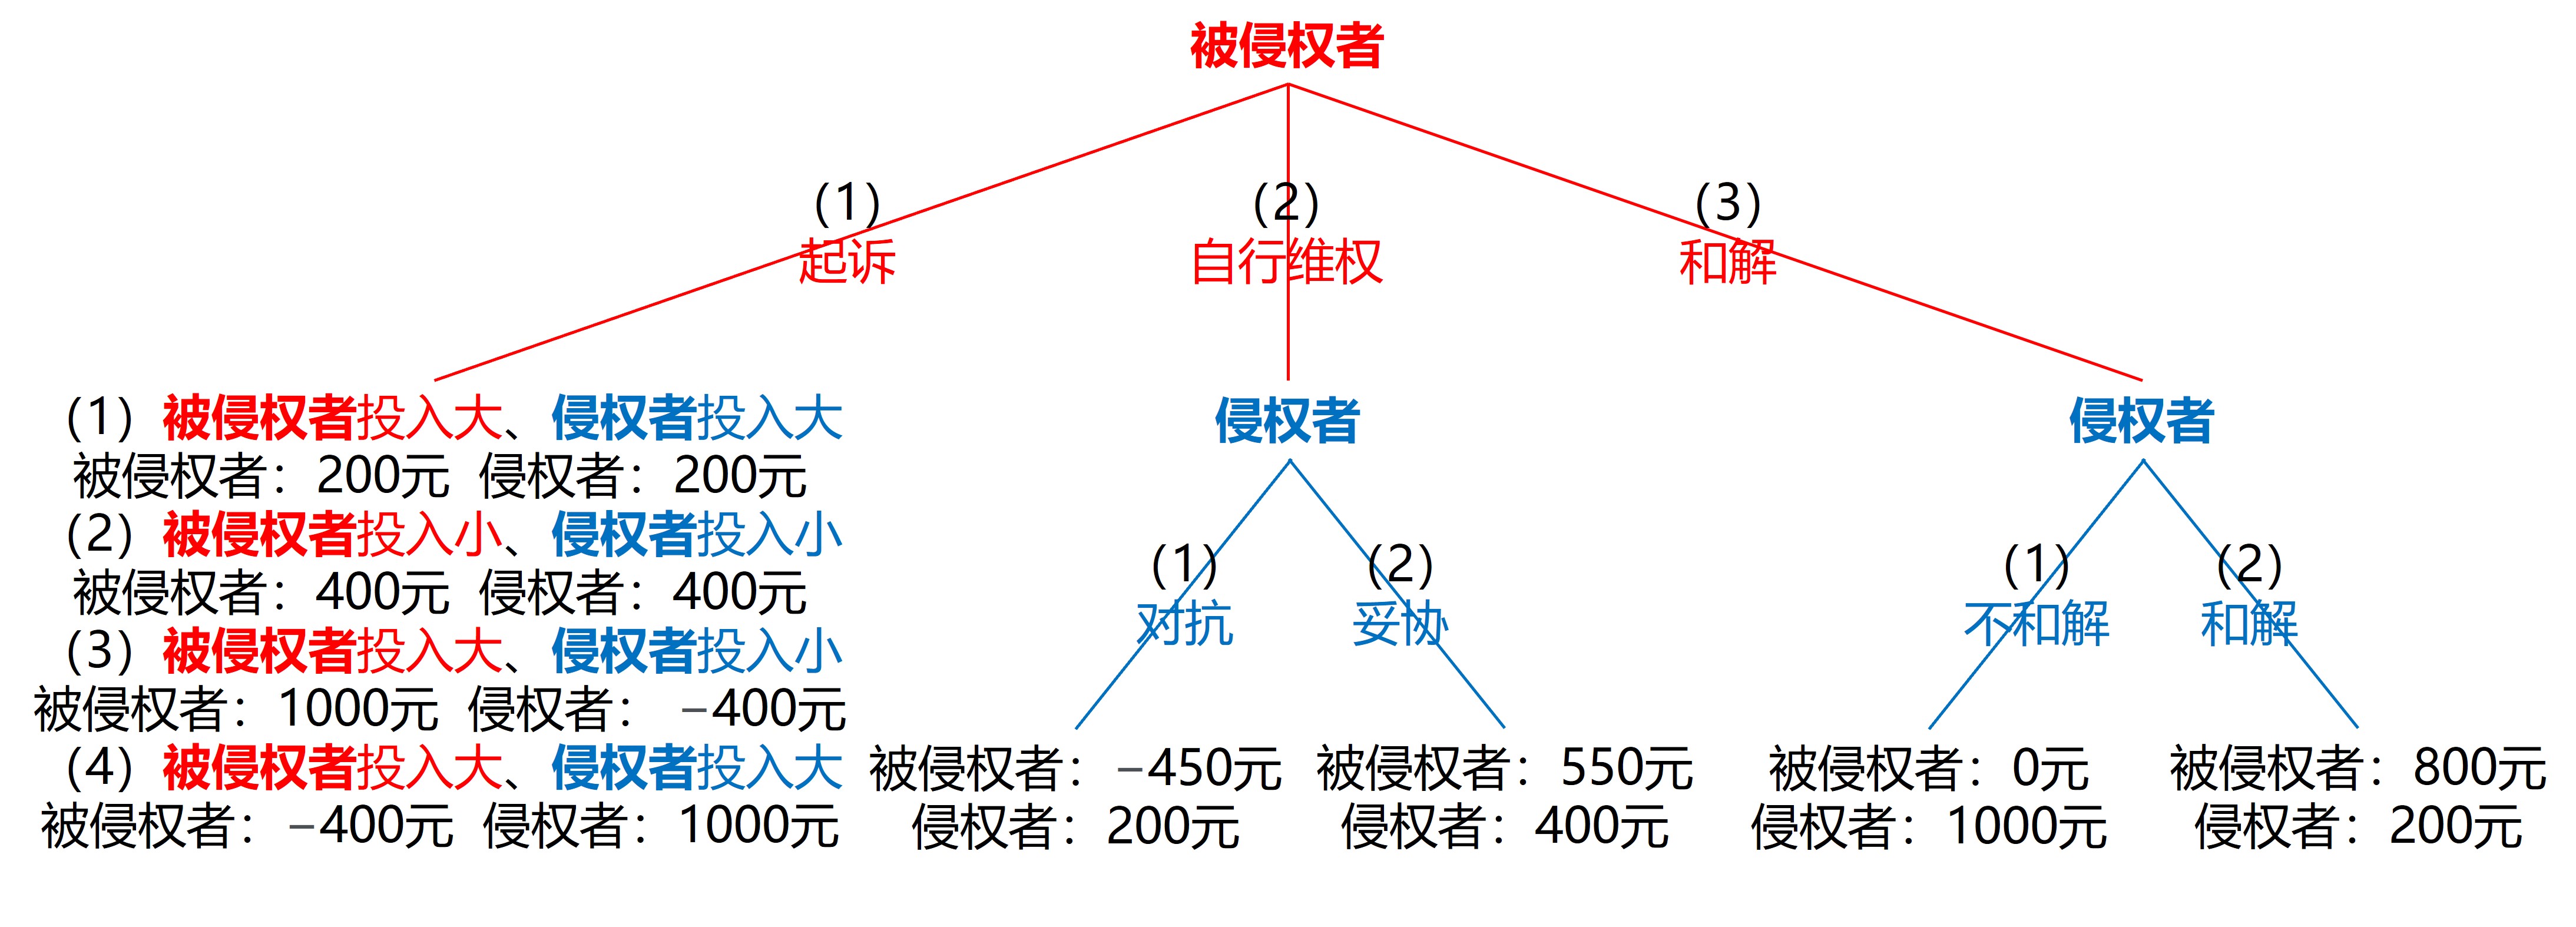 被侵权者
（1）
起诉
（2）
自行维权
（3）
和解
（1）被侵权者投入大、侵权者投入大
被侵权者：200元 侵权者：200元
（2）被侵权者投入小、侵权者投入小
被侵权者：400元 侵权者：400元
（3）被侵权者投入大、侵权者投入小
被侵权者：1000元 侵权者：−400元
（4）被侵权者投入大、侵权者投入大
被侵权者：−400元 侵权者：1000元
侵权者
（1）
对抗
（2）
妥协
被侵权者：−450元
侵权者：200元
被侵权者：550元
侵权者：400元
侵权者
（1）
不和解
（2）
和解
被侵权者：0元
侵权者：1000元
被侵权者：800元
侵权者：200元